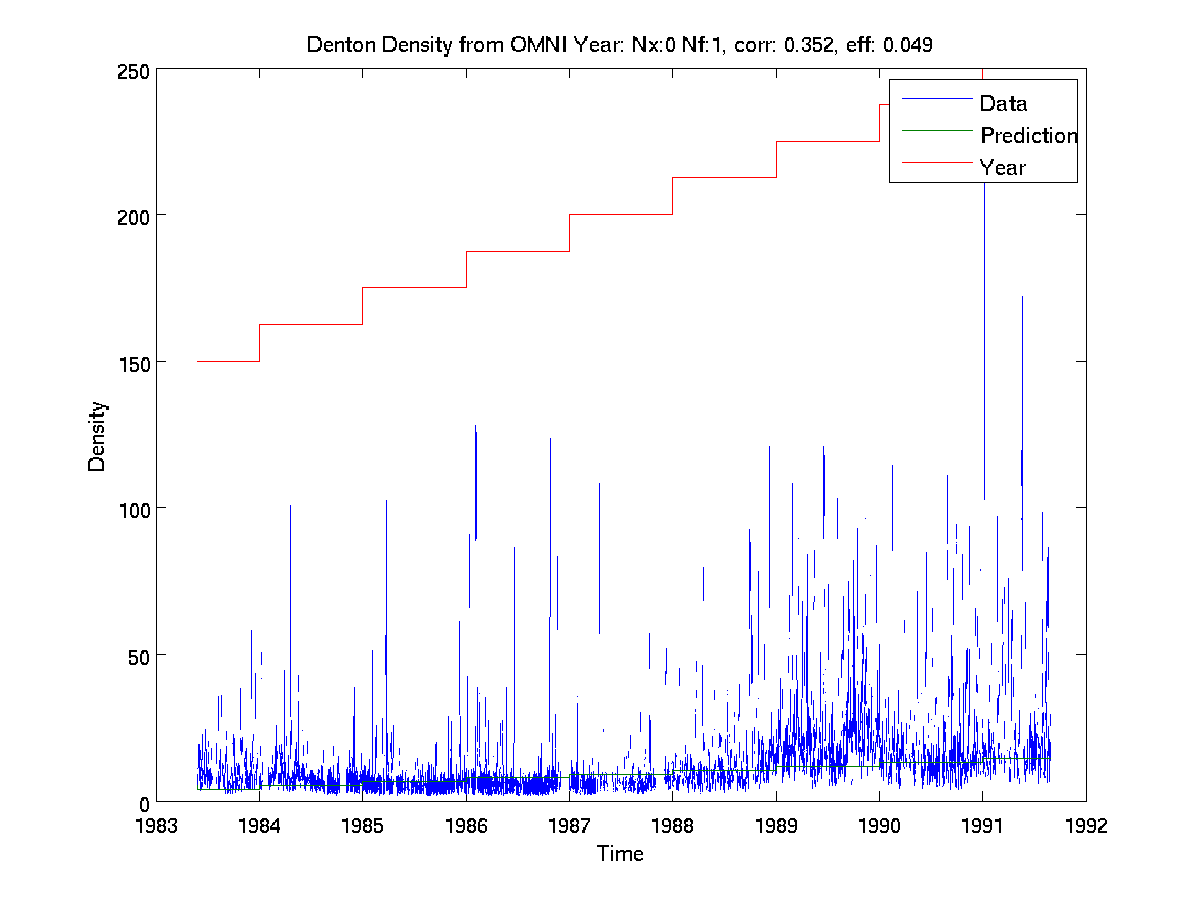 Denton Density from OMNI Year: Nx:0 Nf:1, corr: 0.352, eff: 0.049
250
200
150
100
50
0
Density
Data
Prediction
Year
1983 1984 1985 1986 1987 1988 1989 1990 1991 1992
Time